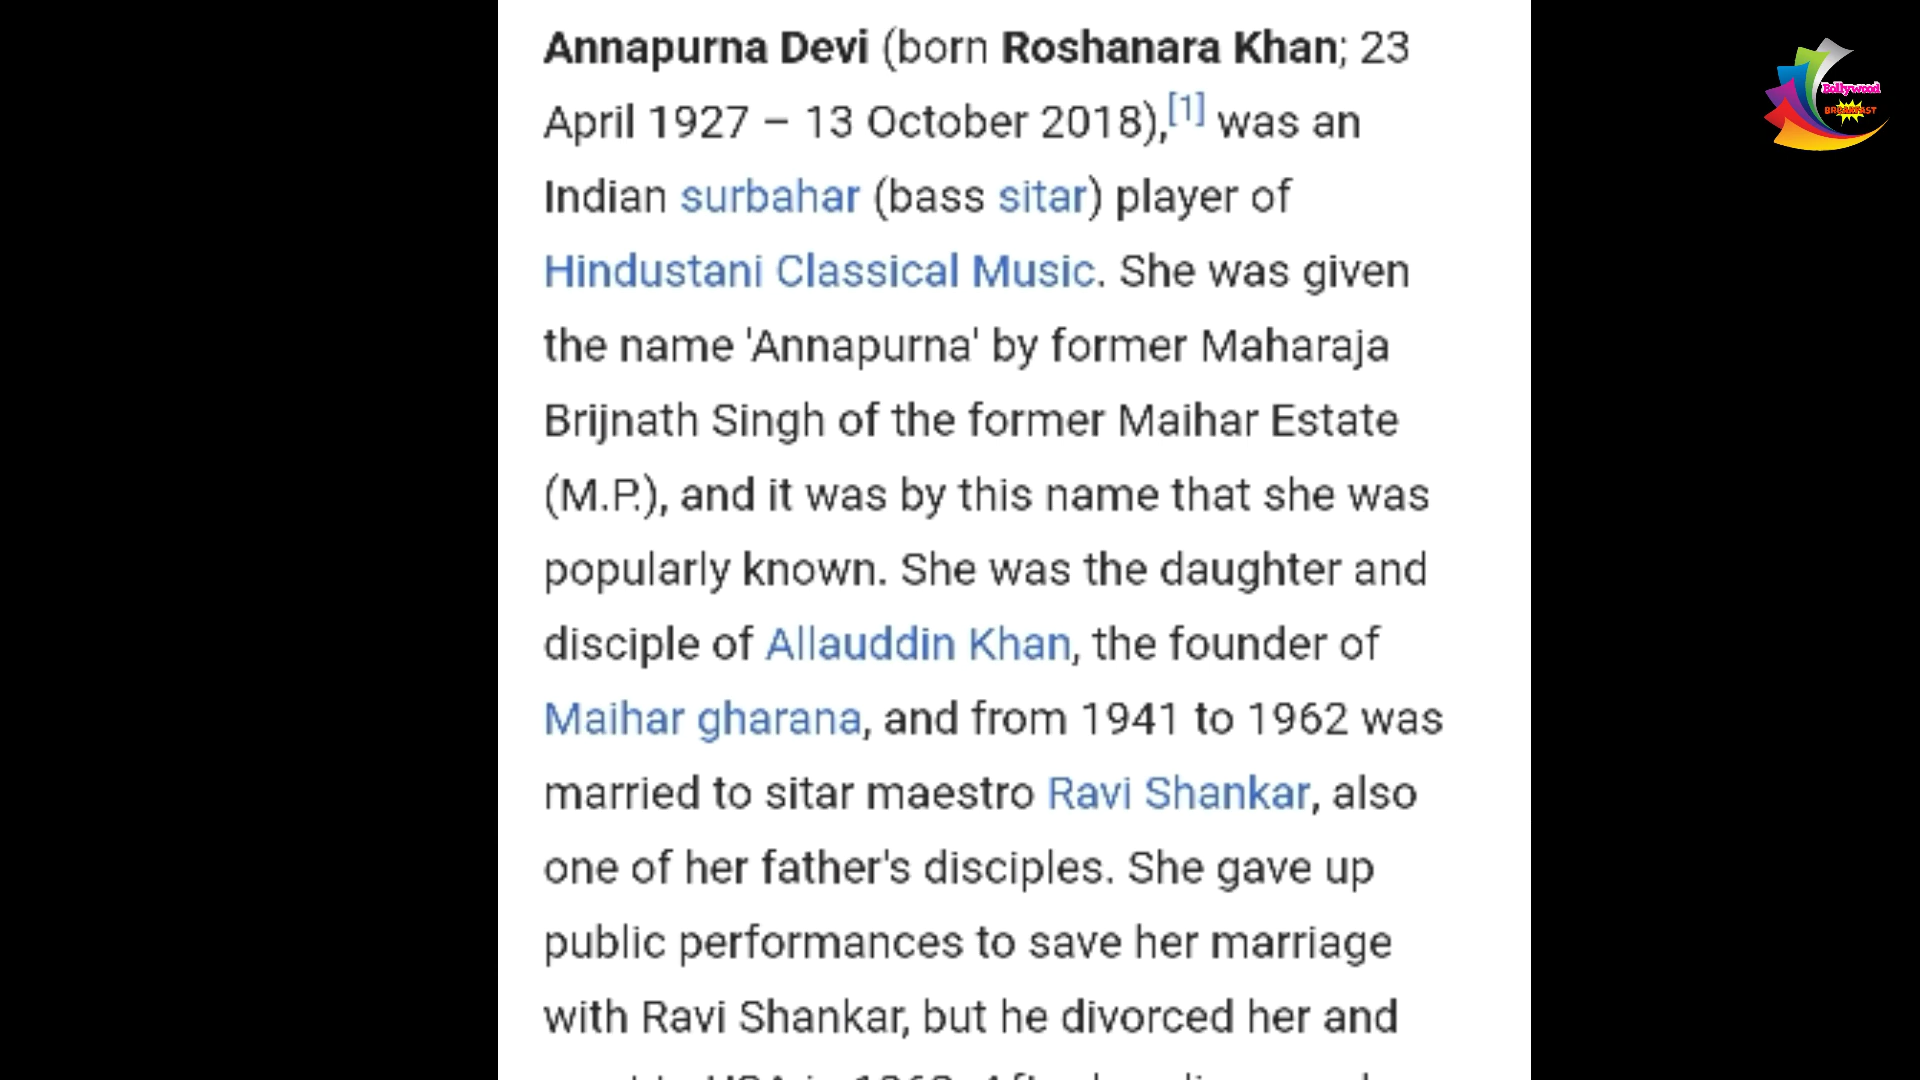 Annapurna Devi (born Roshanara Khan; 23
April 1927 – 13 October 2018),[1] was an
Indian surbahar (bass sitar) player of
Hindustani Classical Music. She was given
the name 'Annapurna' by former Maharaja
Brijnath Singh of the former Maihar Estate
(M.P.), and it was by this name that she was
popularly known. She was the daughter and
disciple of Allauddin Khan, the founder of
Maihar gharana, and from 1941 to 1962 was
married to sitar maestro Ravi Shankar, also
one of her father's disciples. She gave up
public performances to save her marriage
with Ravi Shankar, but he divorced her and
Bollywood
BREAKFAST